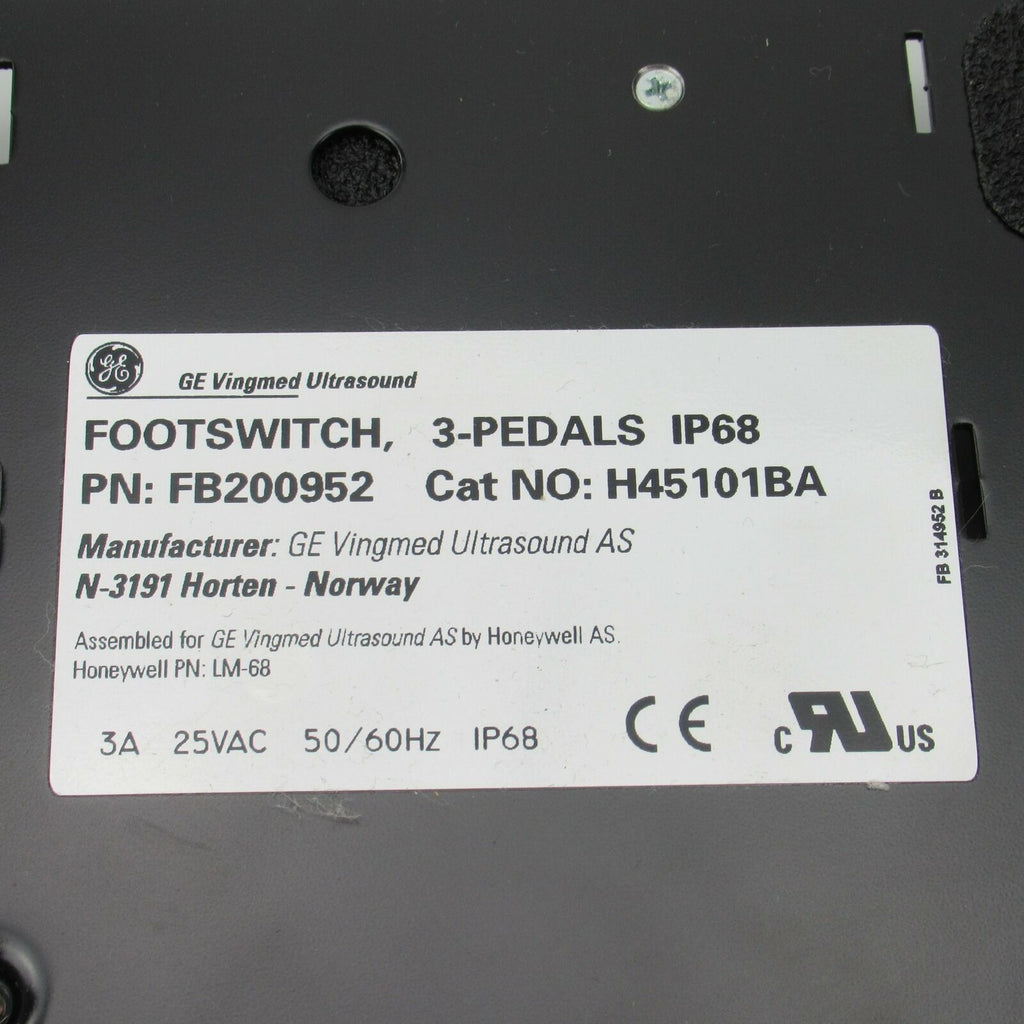 GE
GE Vingmed Ultrasound
FOOTSWITCH, 3-PEDALS IP68
PN: FB200952 Cat NO: H45101BA
Manufacturer: GE Vingmed Ultrasound AS
N-3191 Horten - Norway
Assembled for GE Vingmed Ultrasound AS by Honeywell AS.
Honeywell PN: LM-68
3A 25VAC 50/60Hz IP68 CE C RU US
FB 314952 B